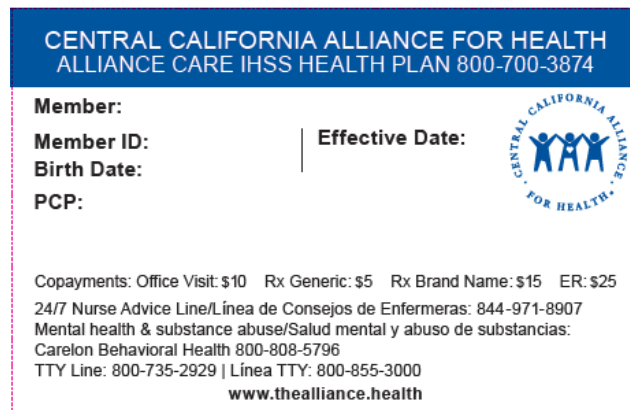 CENTRAL CALIFORNIA ALLIANCE FOR HEALTH
ALLIANCE CARE IHSS HEALTH PLAN 800-700-3874
Member:
Member ID:
Effective Date:
Birth Date:
PCP:
· CENTRAL CALIFORNIA ALLIANCE ·
FOR HEALTH.
Copayments: Office Visit: $10 Rx Generic: $5 Rx Brand Name: $15 ER: $25
24/7 Nurse Advice Line/Línea de Consejos de Enfermeras: 844-971-8907
Mental health & substance abuse/Salud mental y abuso de substancias:
Carelon Behavioral Health 800-808-5796
TTY Line: 800-735-2929 | Línea TTY: 800-855-3000
www.thealliance.health